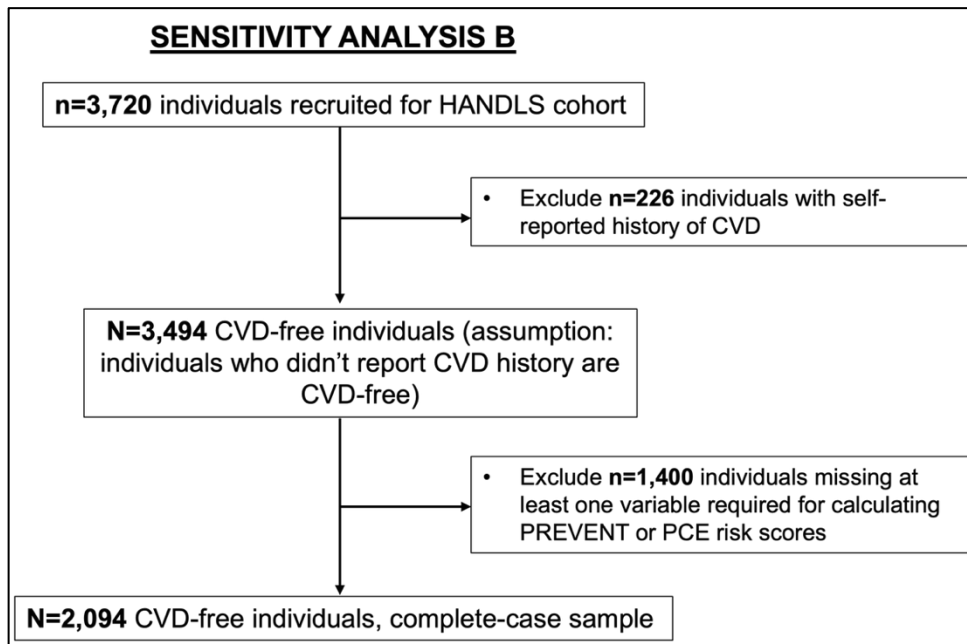 SENSITIVITY ANALYSIS B
n=3,720 individuals recruited for HANDLS cohort
• Exclude n=226 individuals with self-
reported history of CVD
N=3,494 CVD-free individuals (assumption:
individuals who didn’t report CVD history are
CVD-free)
• Exclude n=1,400 individuals missing at
least one variable required for calculating
PREVENT or PCE risk scores
N=2,094 CVD-free individuals, complete-case sample